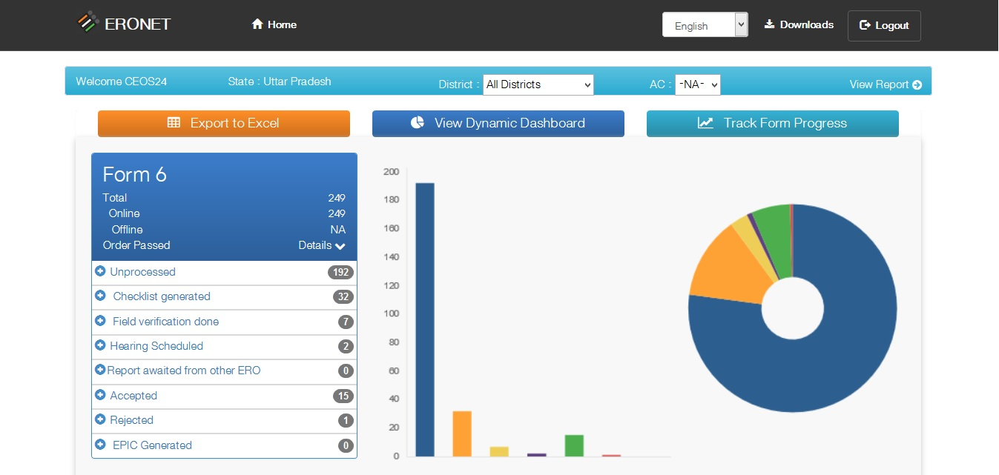 ERONET
Home
English
Downloads
Logout
Welcome CEOS24
State : Uttar Pradesh
District :
All Districts
AC :
-NA-
View Report
Export to Excel
View Dynamic Dashboard
Track Form Progress
Form 6
Total 249
Online 249
Offline NA
Order Passed Details
Unprocessed 192
Checklist generated 32
Field verification done 7
Hearing Scheduled 2
Report awaited from other ERO 0
Accepted 15
Rejected 1
EPIC Generated 0
200
180
160
140
120
100
80
60
40
20
0